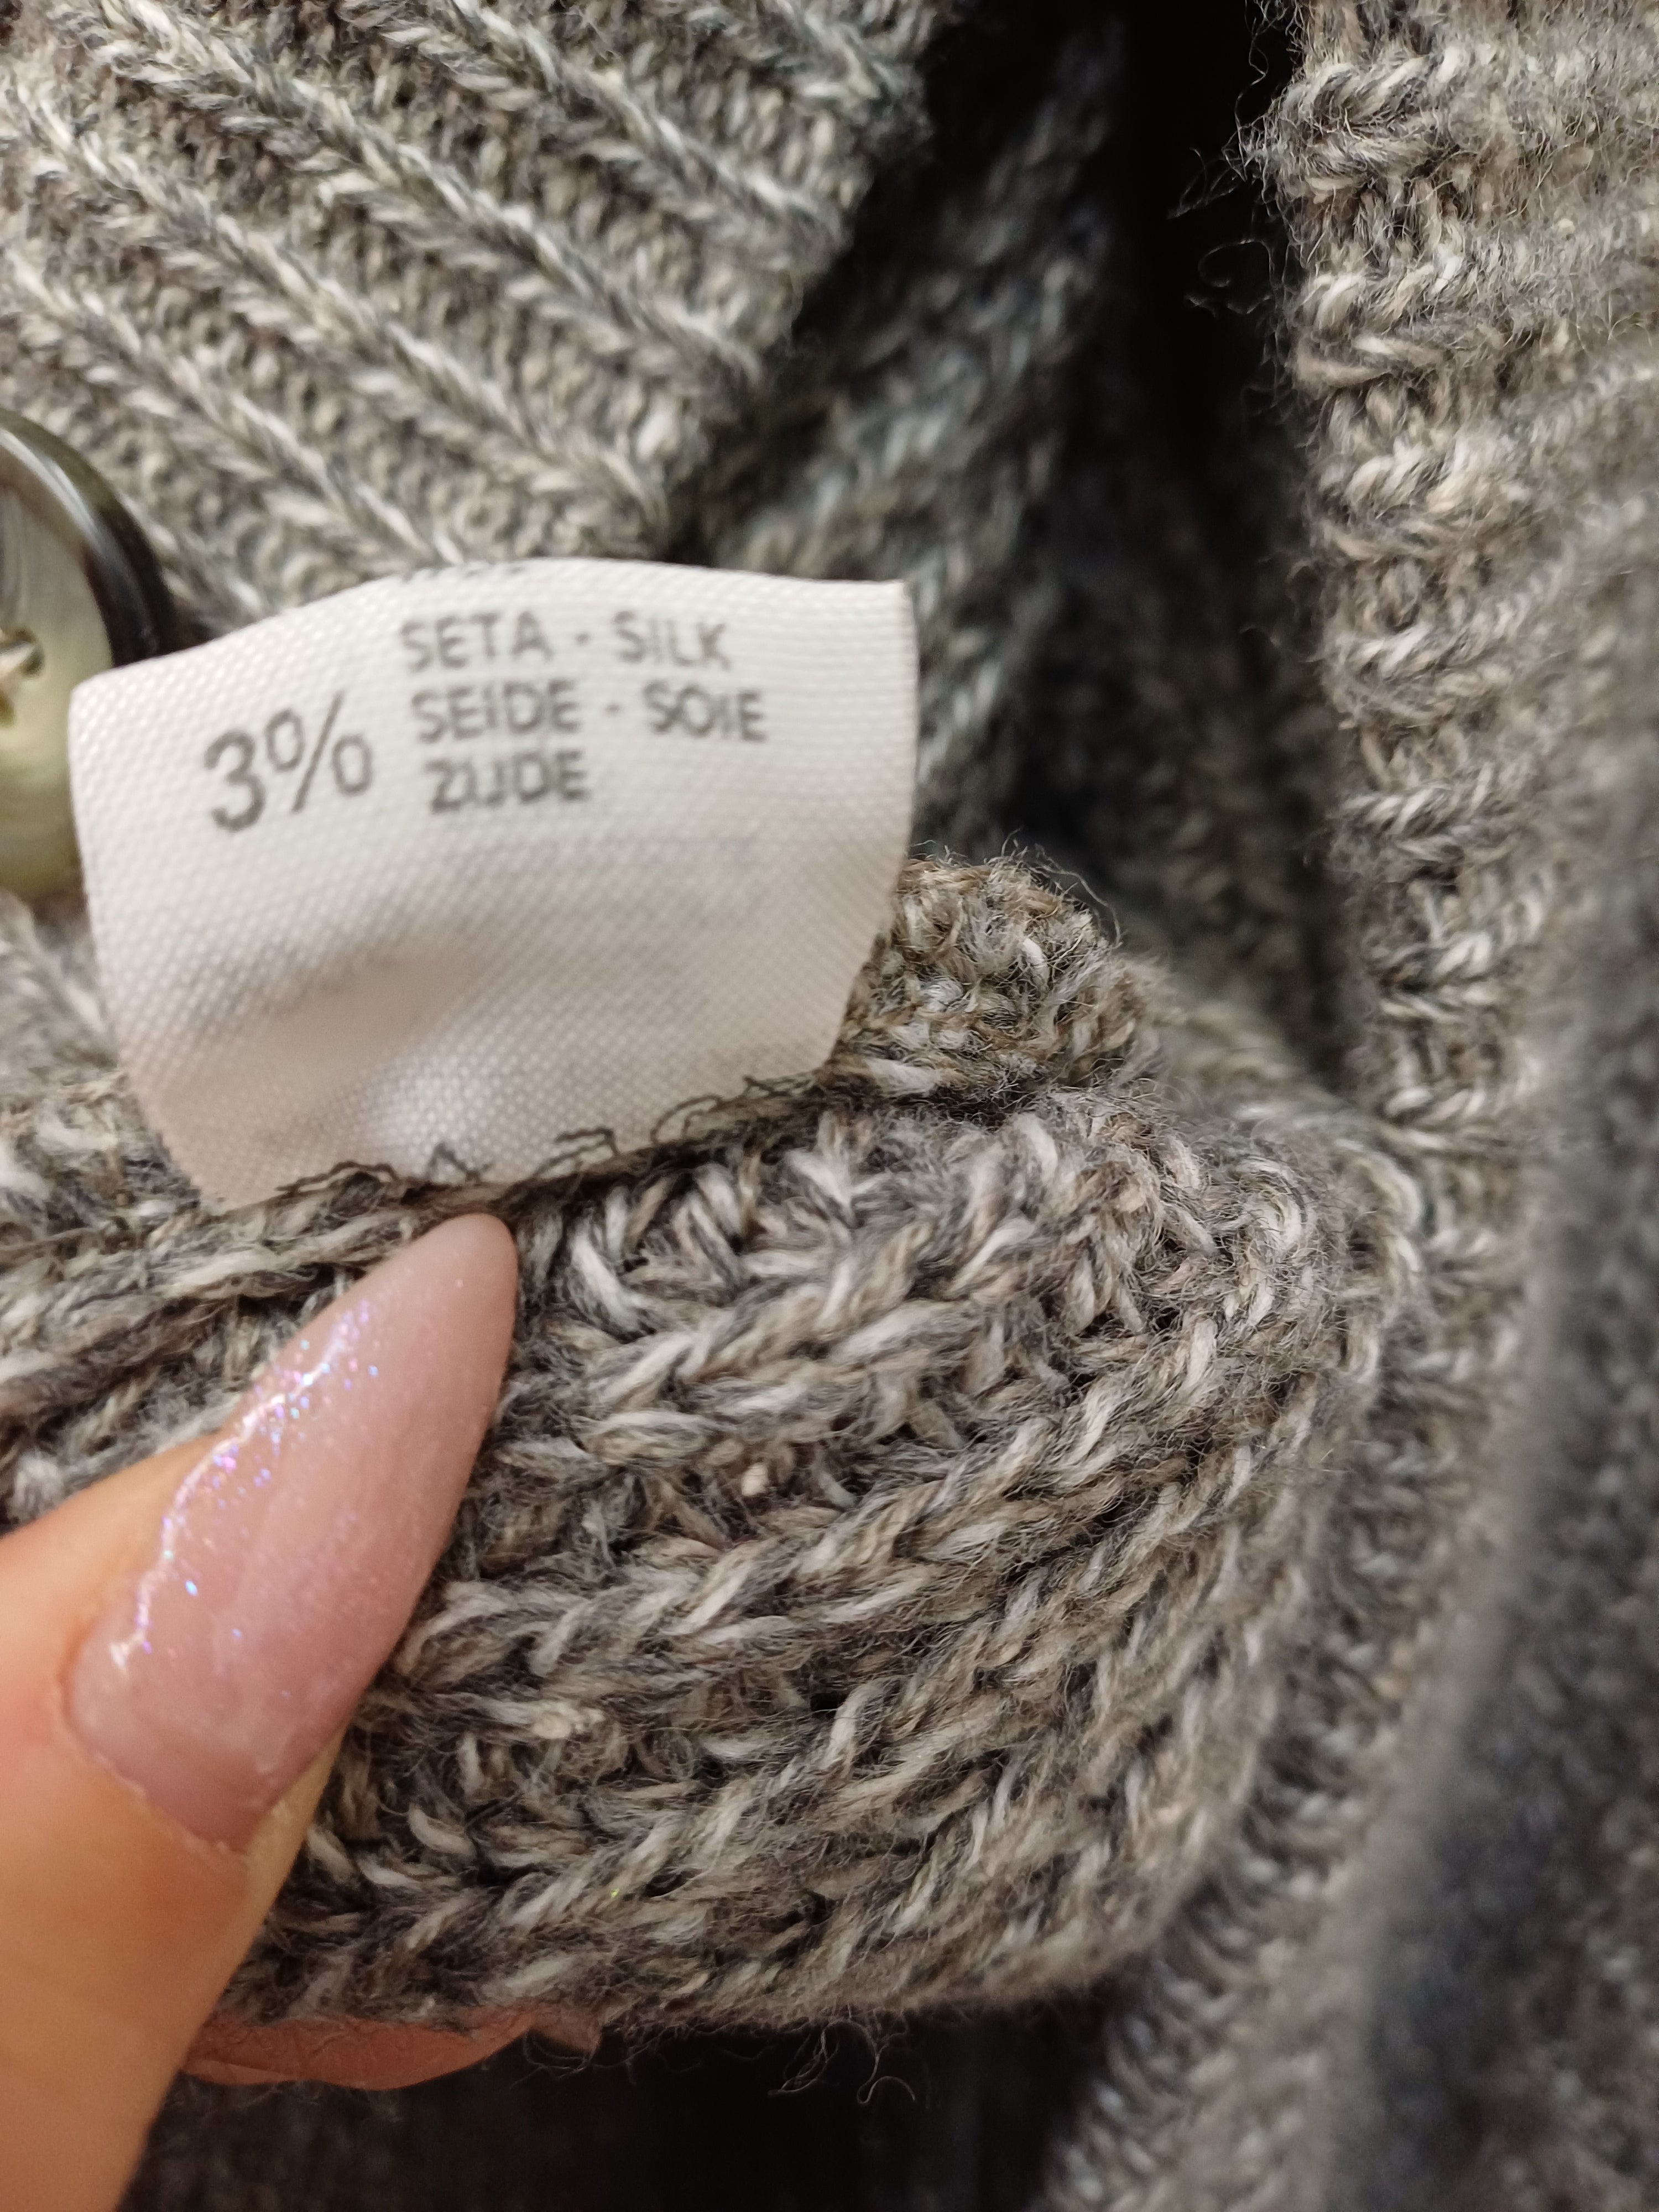 3% SETA - SILK
SEIDE - SOIE
ZIJDE